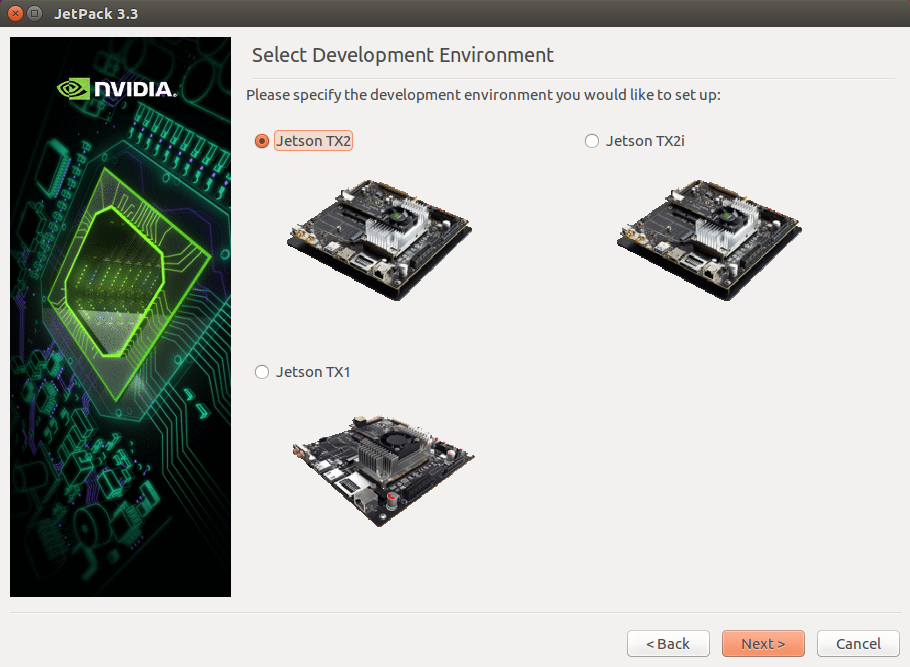 JetPack 3.3
NVIDIA.
Select Development Environment
Please specify the development environment you would like to set up:
Jetson TX2
Jetson TX2i
Jetson TX1
< Back
Next >
Cancel